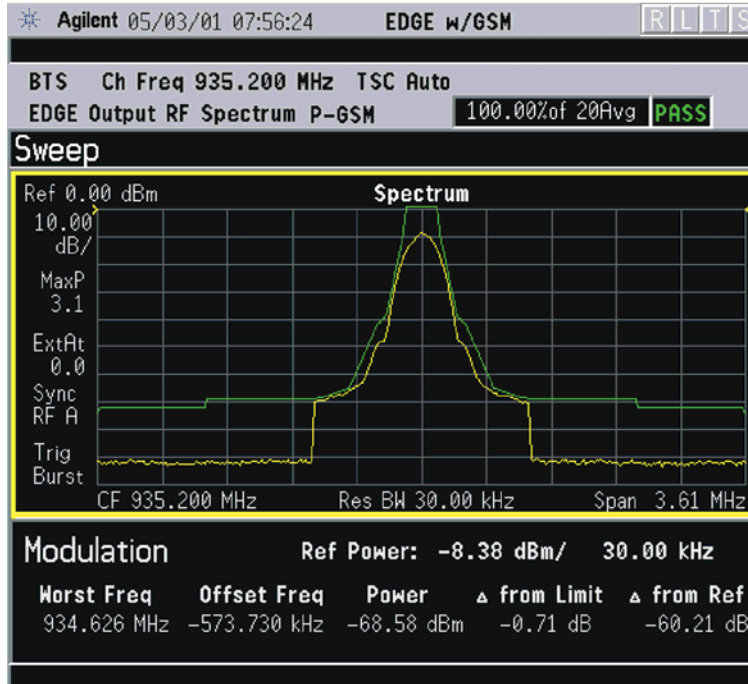 Agilent 05/03/01 07:56:24 EDGE w/GSM R L T S
BTS Ch Freq 935.200 MHz TSC Auto
EDGE Output RF Spectrum P-GSM 100.00%of 20Avg PASS
Sweep
Ref 0.00 dBm Spectrum
10.00
dB/
MaxP
3.1
ExtAt
0.0
Sync
RF A
Trig
Burst
CF 935.200 MHz Res BW 30.00 kHz Span 3.61 MHz
Modulation Ref Power: -8.38 dBm/ 30.00 kHz
Worst Freq Offset Freq Power Δ from Limit Δ from Ref
934.626 MHz -573.730 kHz -68.58 dBm -0.71 dB -60.21 dB